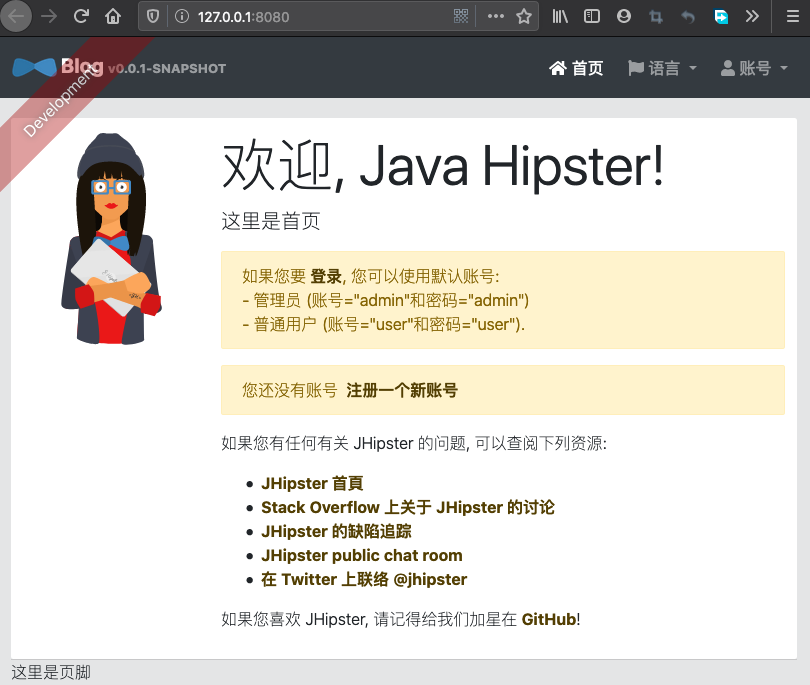 127.0.0.1:8080
Blog v0.0.1-SNAPSHOT
首页
语言
账号
Development
欢迎, Java Hipster!
这里是首页
如果您要 登录, 您可以使用默认账号:
- 管理员 (账号="admin"和密码="admin")
- 普通用户 (账号="user"和密码="user").
您还没有账号 注册一个新账号
如果您有任何有关 JHipster 的问题, 可以查阅下列资源:
JHipster 首頁
Stack Overflow 上关于 JHipster 的讨论
JHipster 的缺陷追踪
JHipster public chat room
在 Twitter 上联络 @jhipster
如果您喜欢 JHipster, 请记得给我们加星在 GitHub!
这里是页脚